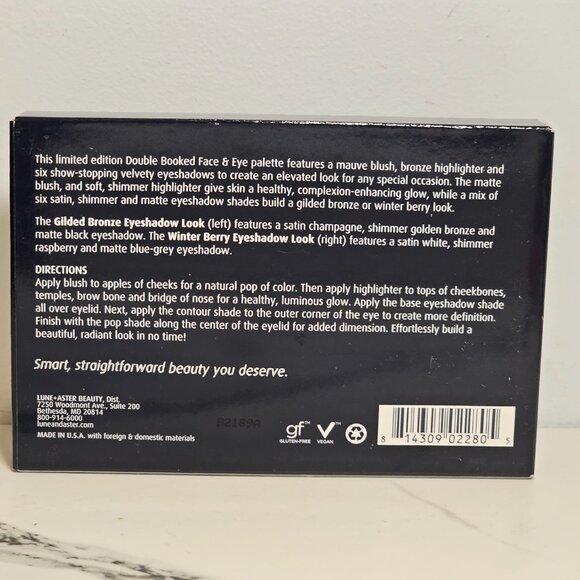 This limited edition Double Booked Face & Eye palette features a mauve blush, bronze highlighter and
six show-stopping velvety eyeshadows to create an elevated look for any special occasion. The matte
blush, and soft, shimmer highlighter give skin a healthy, complexion-enhancing glow, while a mix of
six satin, shimmer and matte eyeshadow shades build a gilded bronze or winter berry look.
The Gilded Bronze Eyeshadow Look (left) features a satin champagne, shimmer golden bronze and
matte black eyeshadow. The Winter Berry Eyeshadow Look (right) features a satin white, shimmer
raspberry and matte blue-grey eyeshadow.
DIRECTIONS
Apply blush to apples of cheeks for a natural pop of color. Then apply highlighter to tops of cheekbones,
temples, brow bone and bridge of nose for a healthy, luminous glow. Apply the base eyeshadow shade
all over eyelid. Next, apply the contour shade to the outer corner of the eye to create more definition.
Finish with the pop shade along the center of the eyelid for added dimension. Effortlessly build a
beautiful, radiant look in no time!
Smart, straightforward beauty you deserve.
LUNE+ASTER BEAUTY, Dist.
7250 Woodmont Ave., Suite 200
Bethesda, MD 20814
800-914-6000
luneandaster.com
MADE IN U.S.A. with foreign & domestic materials
B2189A
gf™
GLUTEN-FREE
V™
VEGAN
8 14309 02280 5